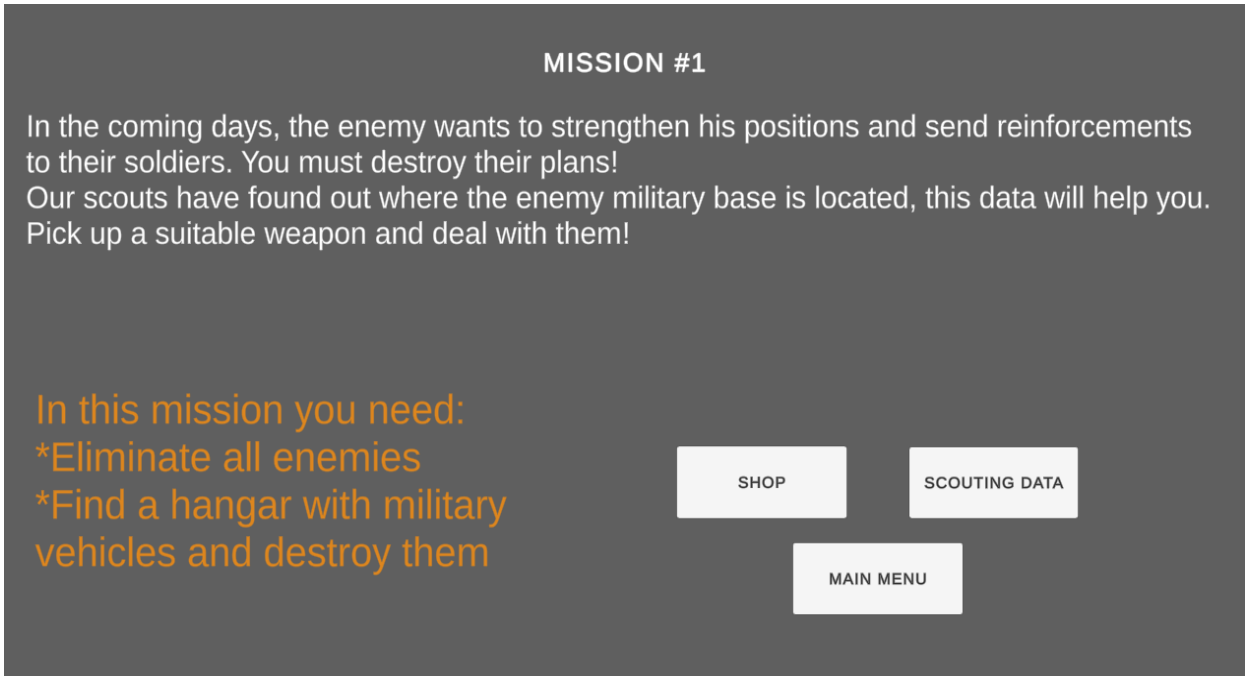 MISSION #1
In the coming days, the enemy wants to strengthen his positions and send reinforcements
to their soldiers. You must destroy their plans!
Our scouts have found out where the enemy military base is located, this data will help you.
Pick up a suitable weapon and deal with them!
In this mission you need:
*Eliminate all enemies
*Find a hangar with military
vehicles and destroy them
SHOP
SCOUTING DATA
MAIN MENU